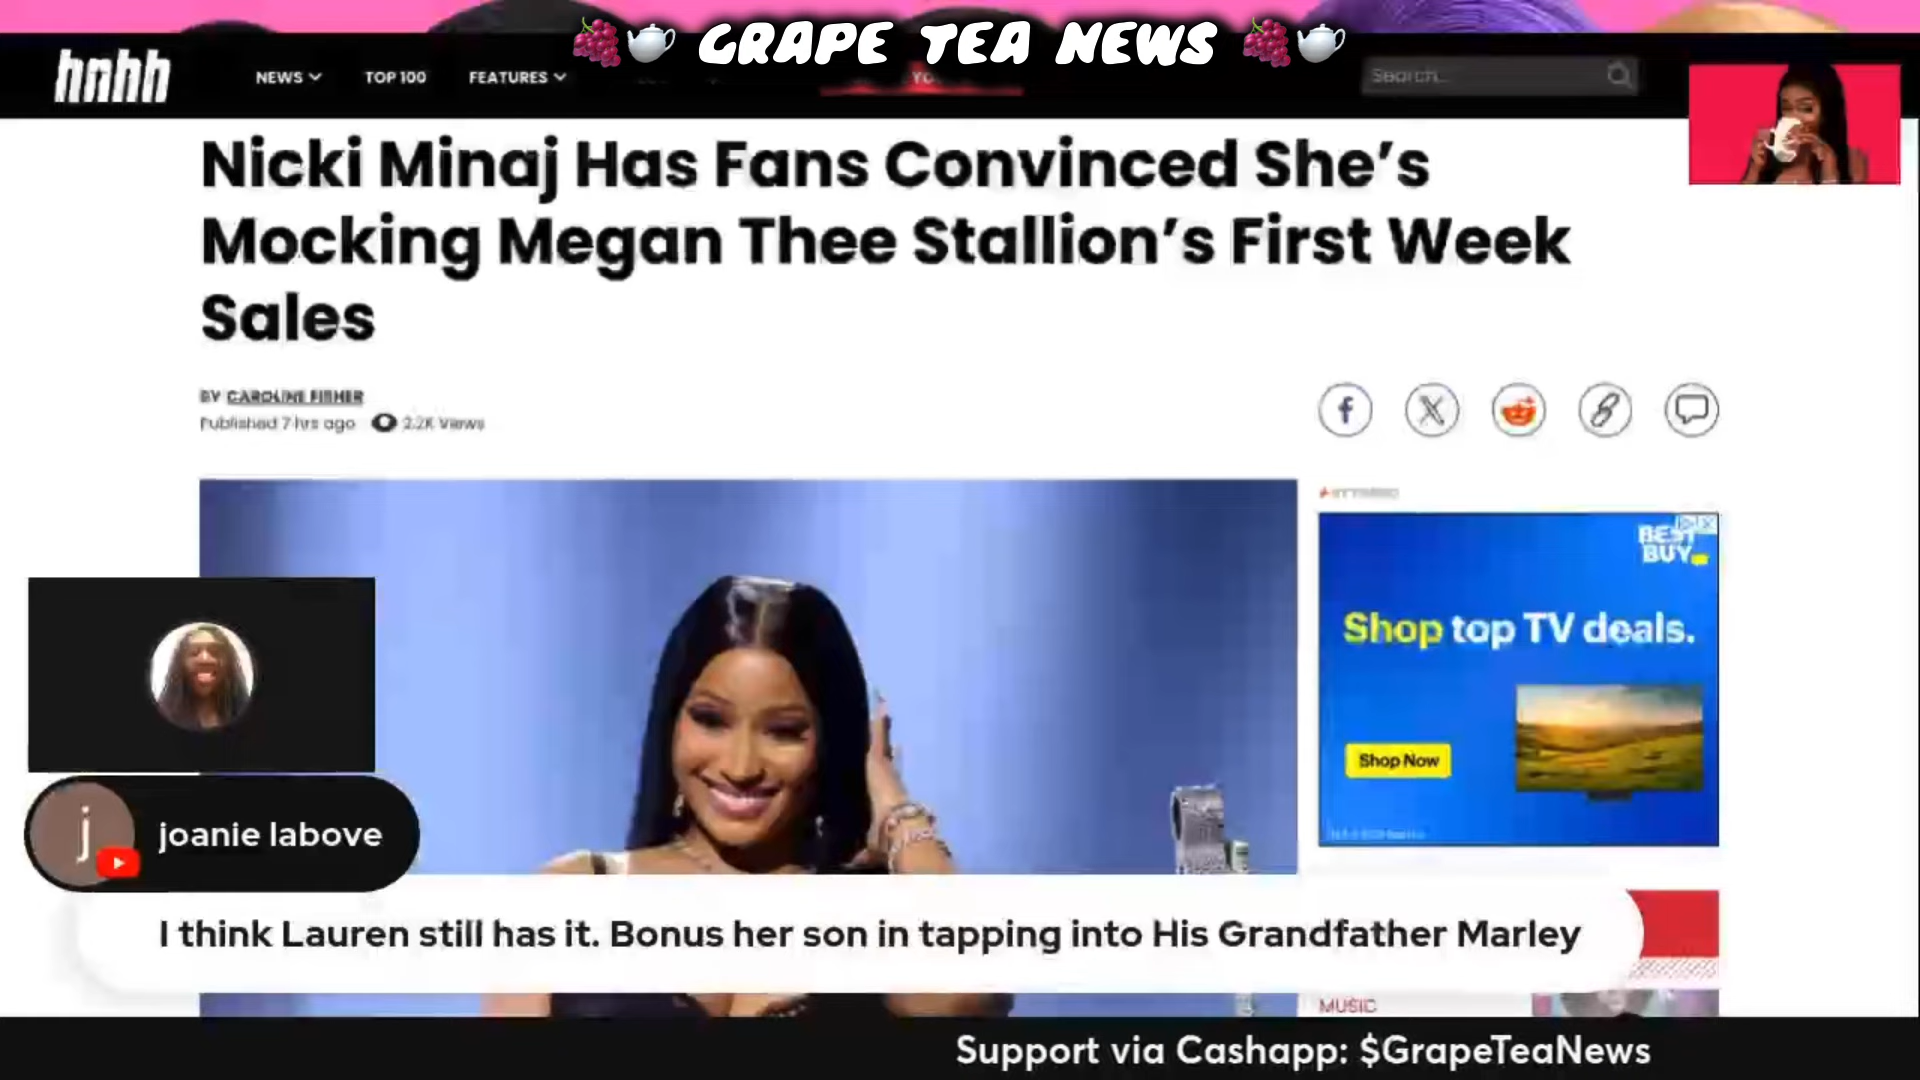 GRAPE TEA NEWS
hnhh
NEWS
TOP 100
FEATURES
Search...
Nicki Minaj Has Fans Convinced She's
Mocking Megan Thee Stallion's First Week
Sales
BY CAROLINE FISHER
Published 7 hrs ago
2.2K Views
BEST
BUY
Shop top TV deals.
Shop Now
j
joanie labove
I think Lauren still has it. Bonus her son in tapping into His Grandfather Marley
MUSIC
Support via Cashapp: $GrapeTeaNews